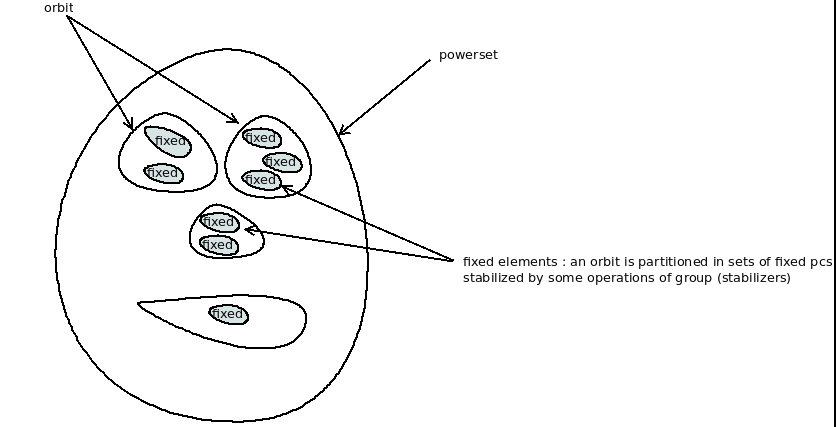 orbit
powerset
fixed
fixed
fixed
fixed
fixed
fixed
fixed
fixed
fixed elements : an orbit is partitioned in sets of fixed pcs
stabilized by some operations of group (stabilizers)